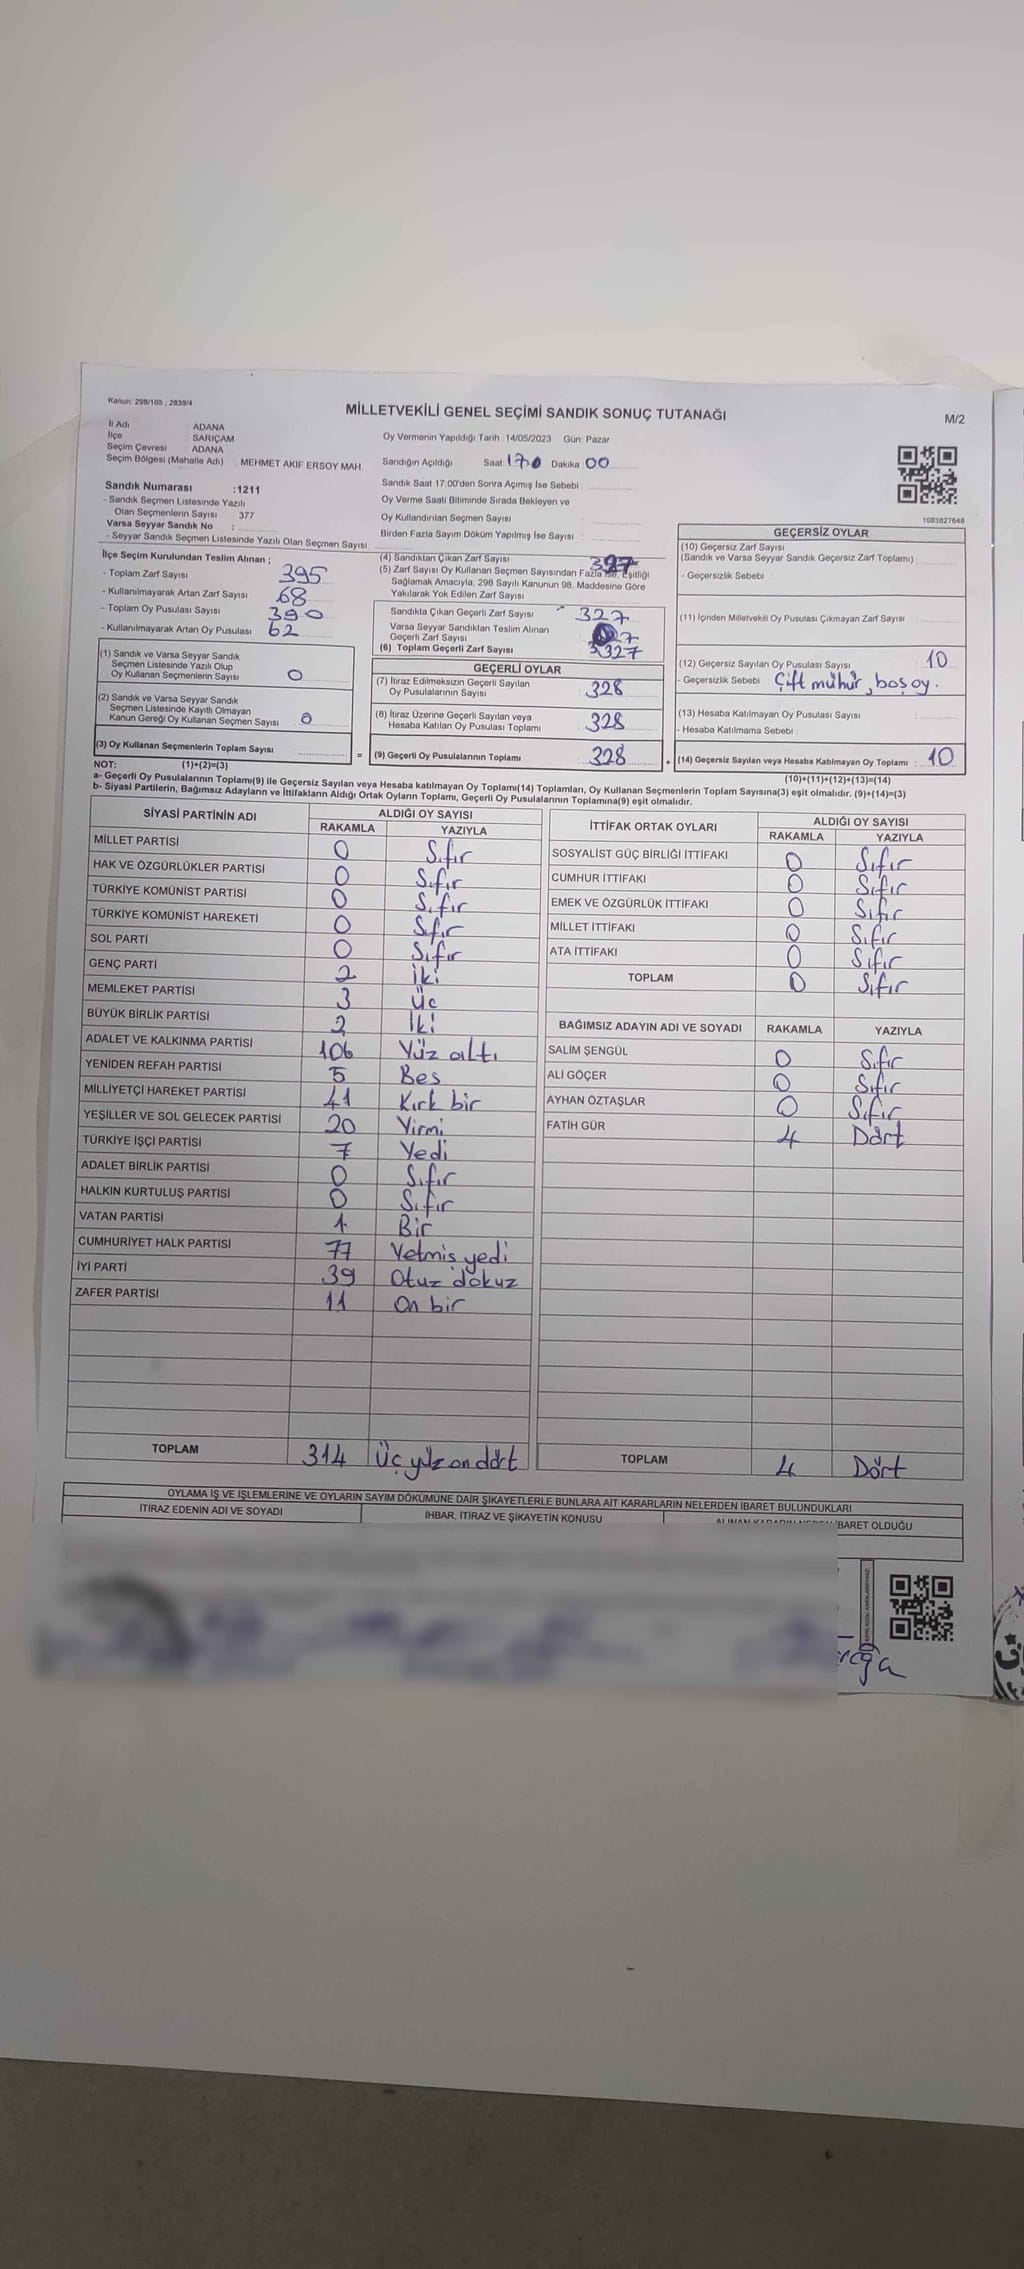 Kanun: 298/105 , 2839/4
MİLLETVEKİLİ GENEL SEÇİMİ SANDIK SONUÇ TUTANAĞI
M/2
İl Adı : ADANA
İlçe : SARIÇAM
Seçim Çevresi : ADANA
Seçim Bölgesi (Mahalle Adı) : MEHMET AKİF ERSOY MAH.
Oy Vermenin Yapıldığı Tarih : 14/05/2023 Gün: Pazar
Sandığın Açıldığı Saat: 170 Dakika 00
Sandık Saat 17:00'den Sonra Açımış İse Sebebi :
Oy Verme Saati Bitiminde Sırada Bekleyen ve
Oy Kullandırılan Seçmen Sayısı
Birden Fazla Sayım Döküm Yapılmış İse Sayısı :
1083827648
Sandık Numarası :1211
- Sandık Seçmen Listesinde Yazılı
Olan Seçmenlerin Sayısı : 377
Varsa Seyyar Sandık No :
- Seyyar Sandık Seçmen Listesinde Yazılı Olan Seçmen Sayısı:
İlçe Seçim Kurulundan Teslim Alınan ;
- Toplam Zarf Sayısı 395
- Kullanılmayarak Artan Zarf Sayısı 68
- Toplam Oy Pusulası Sayısı 390
- Kullanılmayarak Artan Oy Pusulası 62
(1) Sandık ve Varsa Seyyar Sandık
Seçmen Listesinde Yazılı Olup
Oy Kullanan Seçmenlerin Sayısı 0
(2) Sandık ve Varsa Seyyar Sandık
Seçmen Listesinde Kayıtlı Olmayan
Kanun Gereği Oy Kullanan Seçmen Sayısı : 0
(3) Oy Kullanan Seçmenlerin Toplam Sayısı
(4) Sandıktan Çıkan Zarf Sayısı 327
(5) Zarf Sayısı Oy Kullanan Seçmen Sayısından Fazla İse, Eşitliği
Sağlamak Amacıyla, 298 Sayılı Kanunun 98. Maddesine Göre
Yakılarak Yok Edilen Zarf Sayısı
Sandıkta Çıkan Geçerli Zarf Sayısı : 327
Varsa Seyyar Sandıktan Teslim Alınan
Geçerli Zarf Sayısı
(6) Toplam Geçerli Zarf Sayısı 327
GEÇERLİ OYLAR
(7) İtiraz Edilmeksizin Geçerli Sayılan
Oy Pusulalarının Sayısı : 328
(8) İtiraz Üzerine Geçerli Sayılan veya
Hesaba Katılan Oy Pusulası Toplamı : 328
= (9) Geçerli Oy Pusulalarının Toplamı : 328
GEÇERSİZ OYLAR
(10) Geçersiz Zarf Sayısı
(Sandık ve Varsa Seyyar Sandık Geçersiz Zarf Toplamı) :
- Geçersizlik Sebebi :
(11) İçinden Milletvekili Oy Pusulası Çıkmayan Zarf Sayısı :
(12) Geçersiz Sayılan Oy Pusulası Sayısı : 10
- Geçersizlik Sebebi : Çift mühür, boş oy.
(13) Hesaba Katılmayan Oy Pusulası Sayısı :
- Hesaba Katılmama Sebebi :
+ (14) Geçersiz Sayılan veya Hesaba Katılmayan Oy Toplamı : 10
NOT: (1)+(2)=(3)
(10)+(11)+(12)+(13)=(14)
a- Geçerli Oy Pusulalarının Toplamı(9) ile Geçersiz Sayılan veya Hesaba katılmayan Oy Toplamı(14) Toplamları, Oy Kullanan Seçmenlerin Toplam Sayısına(3) eşit olmalıdır. (9)+(14)=(3)
b- Siyasi Partilerin, Bağımsız Adayların ve İttifakların Aldığı Ortak Oyların Toplamı, Geçerli Oy Pusulalarının Toplamına(9) eşit olmalıdır.
SİYASİ PARTİNİN ADI ALDIĞI OY SAYISI
RAKAMLA YAZIYLA
MİLLET PARTİSİ 0 Sıfır
HAK VE ÖZGÜRLÜKLER PARTİSİ 0 Sıfır
TÜRKİYE KOMÜNİST PARTİSİ 0 Sıfır
TÜRKİYE KOMÜNİST HAREKETİ 0 Sıfır
SOL PARTİ 0 Sıfır
GENÇ PARTİ 2 İki
MEMLEKET PARTİSİ 3 Üç
BÜYÜK BİRLİK PARTİSİ 2 İki
ADALET VE KALKINMA PARTİSİ 106 Yüz altı
YENİDEN REFAH PARTİSİ 5 Bes
MİLLİYETÇİ HAREKET PARTİSİ 41 Kırk bir
YEŞİLLER VE SOL GELECEK PARTİSİ 20 Yirmi
TÜRKİYE İŞÇİ PARTİSİ 7 Yedi
ADALET BİRLİK PARTİSİ 0 Sıfır
HALKIN KURTULUŞ PARTİSİ 0 Sıfır
VATAN PARTİSİ 1 Bir
CUMHURİYET HALK PARTİSİ 77 Yetmis yedi
İYİ PARTİ 39 Otuz dokuz
ZAFER PARTİSİ 11 On bir
TOPLAM 314 Üç yüz on dört
İTTİFAK ORTAK OYLARI ALDIĞI OY SAYISI
RAKAMLA YAZIYLA
SOSYALİST GÜÇ BİRLİĞİ İTTİFAKI 0 Sıfır
CUMHUR İTTİFAKI 0 Sıfır
EMEK VE ÖZGÜRLÜK İTTİFAKI 0 Sıfır
MİLLET İTTİFAKI 0 Sıfır
ATA İTTİFAKI 0 Sıfır
TOPLAM 0 Sıfır
BAĞIMSIZ ADAYIN ADI VE SOYADI RAKAMLA YAZIYLA
SALİM ŞENGÜL 0 Sıfır
ALİ GÖÇER 0 Sıfır
AYHAN ÖZTAŞLAR 0 Sıfır
FATİH GÜR 4 Dört
TOPLAM 4 Dört
OYLAMA İŞ VE İŞLEMLERİNE VE OYLARIN SAYIM DÖKÜMÜNE DAİR ŞİKAYETLERLE BUNLARA AİT KARARLARIN NELERDEN İBARET BULUNDUKLARI
İTİRAZ EDENİN ADI VE SOYADI
İHBAR, İTİRAZ VE ŞİKAYETİN KONUSU
ALINAN KARARIN NEDEN İBARET OLDUĞU